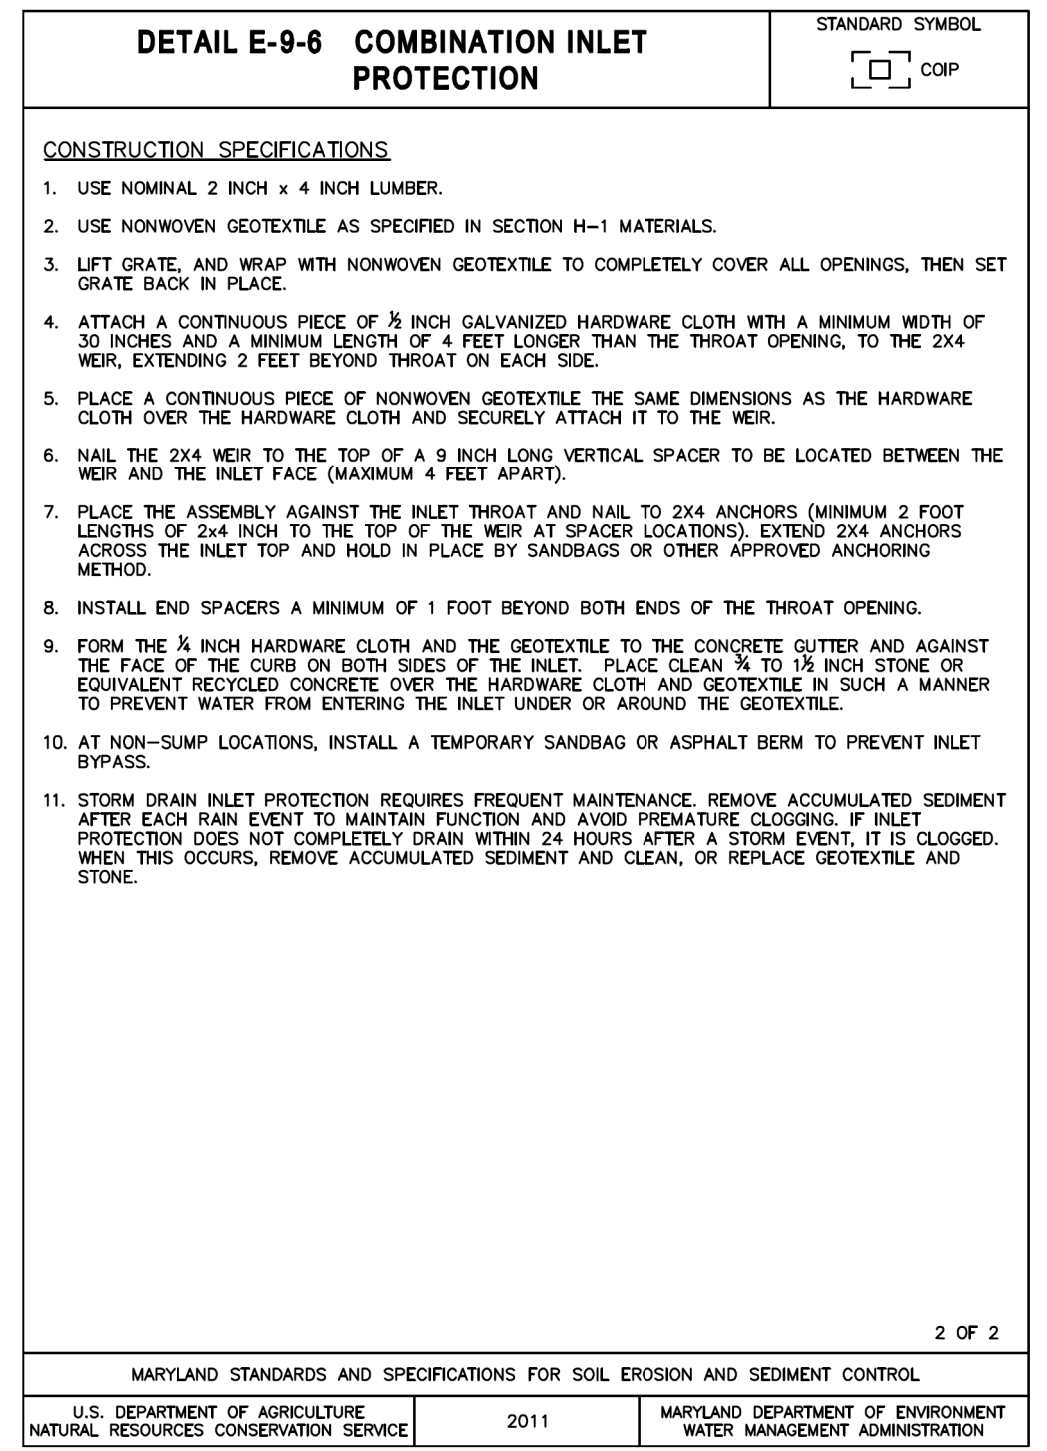 DETAIL E-9-6 COMBINATION INLET
PROTECTION
STANDARD SYMBOL
COIP
CONSTRUCTION SPECIFICATIONS
1. USE NOMINAL 2 INCH x 4 INCH LUMBER.
2. USE NONWOVEN GEOTEXTILE AS SPECIFIED IN SECTION H-1 MATERIALS.
3. LIFT GRATE, AND WRAP WITH NONWOVEN GEOTEXTILE TO COMPLETELY COVER ALL OPENINGS, THEN SET
GRATE BACK IN PLACE.
4. ATTACH A CONTINUOUS PIECE OF ½ INCH GALVANIZED HARDWARE CLOTH WITH A MINIMUM WIDTH OF
30 INCHES AND A MINIMUM LENGTH OF 4 FEET LONGER THAN THE THROAT OPENING, TO THE 2X4
WEIR, EXTENDING 2 FEET BEYOND THROAT ON EACH SIDE.
5. PLACE A CONTINUOUS PIECE OF NONWOVEN GEOTEXTILE THE SAME DIMENSIONS AS THE HARDWARE
CLOTH OVER THE HARDWARE CLOTH AND SECURELY ATTACH IT TO THE WEIR.
6. NAIL THE 2X4 WEIR TO THE TOP OF A 9 INCH LONG VERTICAL SPACER TO BE LOCATED BETWEEN THE
WEIR AND THE INLET FACE (MAXIMUM 4 FEET APART).
7. PLACE THE ASSEMBLY AGAINST THE INLET THROAT AND NAIL TO 2X4 ANCHORS (MINIMUM 2 FOOT
LENGTHS OF 2x4 INCH TO THE TOP OF THE WEIR AT SPACER LOCATIONS). EXTEND 2X4 ANCHORS
ACROSS THE INLET TOP AND HOLD IN PLACE BY SANDBAGS OR OTHER APPROVED ANCHORING
METHOD.
8. INSTALL END SPACERS A MINIMUM OF 1 FOOT BEYOND BOTH ENDS OF THE THROAT OPENING.
9. FORM THE ¼ INCH HARDWARE CLOTH AND THE GEOTEXTILE TO THE CONCRETE GUTTER AND AGAINST
THE FACE OF THE CURB ON BOTH SIDES OF THE INLET. PLACE CLEAN ¾ TO 1½ INCH STONE OR
EQUIVALENT RECYCLED CONCRETE OVER THE HARDWARE CLOTH AND GEOTEXTILE IN SUCH A MANNER
TO PREVENT WATER FROM ENTERING THE INLET UNDER OR AROUND THE GEOTEXTILE.
10. AT NON-SUMP LOCATIONS, INSTALL A TEMPORARY SANDBAG OR ASPHALT BERM TO PREVENT INLET
BYPASS.
11. STORM DRAIN INLET PROTECTION REQUIRES FREQUENT MAINTENANCE. REMOVE ACCUMULATED SEDIMENT
AFTER EACH RAIN EVENT TO MAINTAIN FUNCTION AND AVOID PREMATURE CLOGGING. IF INLET
PROTECTION DOES NOT COMPLETELY DRAIN WITHIN 24 HOURS AFTER A STORM EVENT, IT IS CLOGGED.
WHEN THIS OCCURS, REMOVE ACCUMULATED SEDIMENT AND CLEAN, OR REPLACE GEOTEXTILE AND
STONE.
2 OF 2
MARYLAND STANDARDS AND SPECIFICATIONS FOR SOIL EROSION AND SEDIMENT CONTROL
U.S. DEPARTMENT OF AGRICULTURE
NATURAL RESOURCES CONSERVATION SERVICE
2011
MARYLAND DEPARTMENT OF ENVIRONMENT
WATER MANAGEMENT ADMINISTRATION